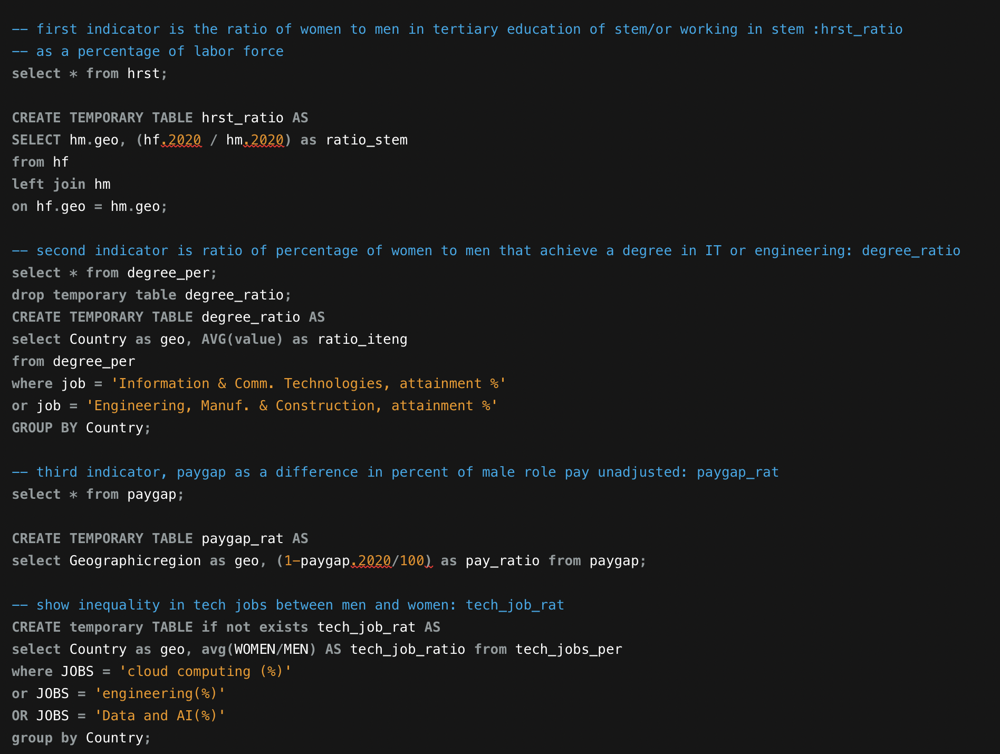 -- first indicator is the ratio of women to men in tertiary education of stem/or working in stem :hrst_ratio
-- as a percentage of labor force
select * from hrst;
CREATE TEMPORARY TABLE hrst_ratio AS
SELECT hm.geo, (hf.2020 / hm.2020) as ratio_stem
from hf
left join hm
on hf.geo = hm.geo;
-- second indicator is ratio of percentage of women to men that achieve a degree in IT or engineering: degree_ratio
select * from degree_per;
drop temporary table degree_ratio;
CREATE TEMPORARY TABLE degree_ratio AS
select Country as geo, AVG(value) as ratio_iteng
from degree_per
where job = 'Information & Comm. Technologies, attainment %'
or job = 'Engineering, Manuf. & Construction, attainment %'
GROUP BY Country;
-- third indicator, paygap as a difference in percent of male role pay unadjusted: paygap_rat
select * from paygap;
CREATE TEMPORARY TABLE paygap_rat AS
select Geographicregion as geo, (1-paygap.2020/100) as pay_ratio from paygap;
-- show inequality in tech jobs between men and women: tech_job_rat
CREATE temporary TABLE if not exists tech_job_rat AS
select Country as geo, avg(WOMEN/MEN) AS tech_job_ratio from tech_jobs_per
where JOBS = 'cloud computing (%)'
or JOBS = 'engineering(%)'
OR JOBS = 'Data and AI(%)'
group by Country;